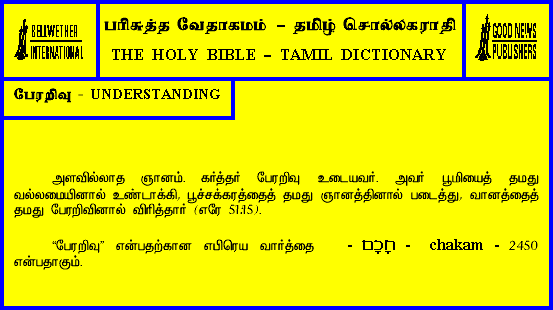 BELLWETHER
INTERNATIONAL
பரிசுத்த வேதாகமம் – தமிழ் சொல்லகராதி
THE HOLY BIBLE – TAMIL DICTIONARY
GOOD NEWS
PUBLISHERS
பேரறிவு - UNDERSTANDING
அளவில்லாத ஞானம். கர்த்தர் பேரறிவு உடையவர். அவர் பூமியைத் தமது
வல்லமையினால் உண்டாக்கி, பூச்சக்கரத்தைத் தமது ஞானத்தினால் படைத்து, வானத்தைத்
தமது பேரறிவினால் விரித்தார் (எரே 51:15).
“பேரறிவு” என்பதற்கான எபிரெய வார்த்தை - חָכַם - chakam - 2450
என்பதாகும்.